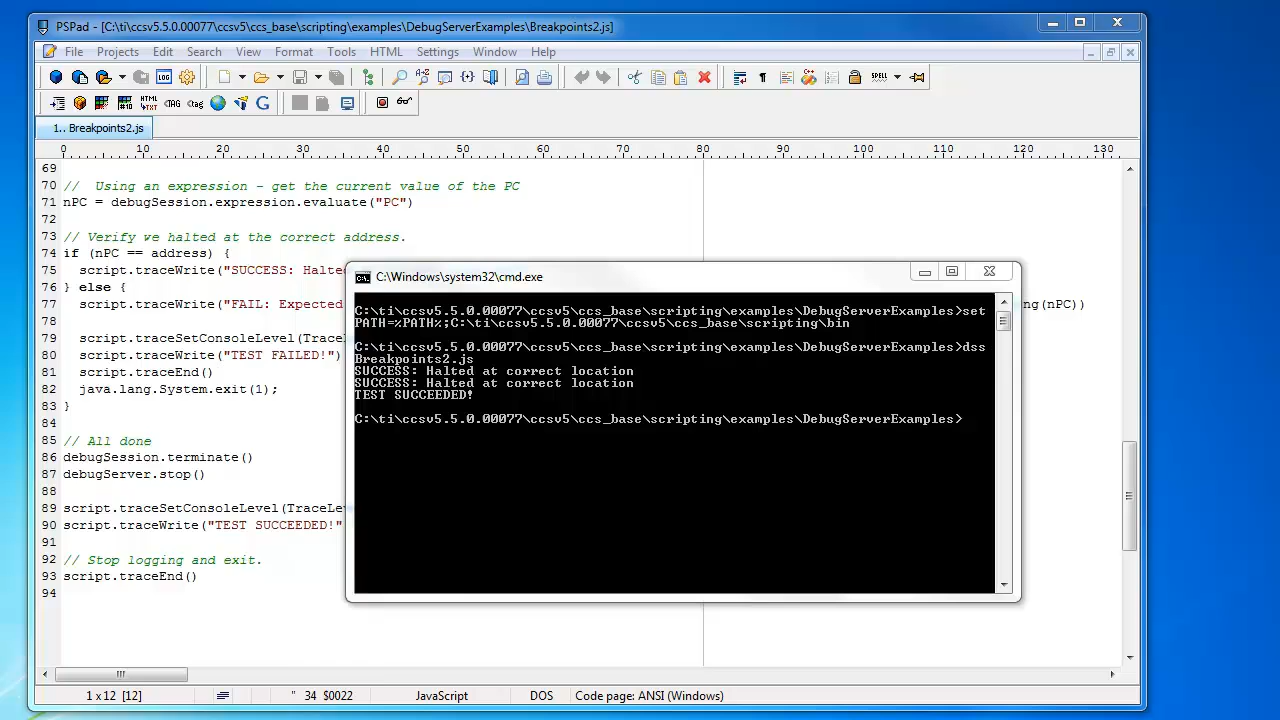 PSPad - [C:\ti\ccsv5.5.0.00077\ccsv5\ccs_base\scripting\examples\DebugServerExamples\Breakpoints2.js]
File Projects Edit Search View Format Tools HTML Settings Window Help
LOG SPELL
HTML TXT TAG tag G
1.. Breakpoints2.js
0 10 20 30 40 50 60 70 80 90 100 110 120 130
69
70 // Using an expression - get the current value of the PC
71 nPC = debugSession.expression.evaluate("PC")
72
73 // Verify we halted at the correct address.
74 if (nPC == address) {
75 script.traceWrite("SUCCESS: Halte
76 } else {
77 script.traceWrite("FAIL: Expected ng(nPC))
78
79 script.traceSetConsoleLevel(Trace
80 script.traceWrite("TEST FAILED!")
81 script.traceEnd()
82 java.lang.System.exit(1);
83 }
84
85 // All done
86 debugSession.terminate()
87 debugServer.stop()
88
89 script.traceSetConsoleLevel(TraceLe
90 script.traceWrite("TEST SUCCEEDED!"
91
92 // Stop logging and exit.
93 script.traceEnd()
94
C:\Windows\system32\cmd.exe
C:\ti\ccsv5.5.0.00077\ccsv5\ccs_base\scripting\examples\DebugServerExamples>set
PATH=%PATH%;C:\ti\ccsv5.5.0.00077\ccsv5\ccs_base\scripting\bin
C:\ti\ccsv5.5.0.00077\ccsv5\ccs_base\scripting\examples\DebugServerExamples>dss
Breakpoints2.js
SUCCESS: Halted at correct location
SUCCESS: Halted at correct location
TEST SUCCEEDED!
C:\ti\ccsv5.5.0.00077\ccsv5\ccs_base\scripting\examples\DebugServerExamples>
1 x 12 [12] " 34 $0022 JavaScript DOS Code page: ANSI (Windows)